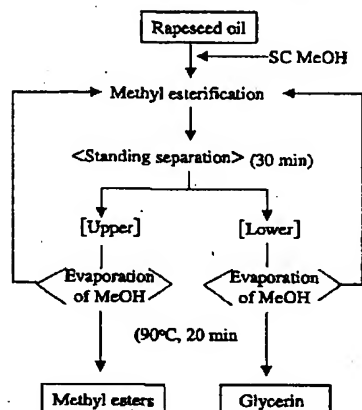 Rapeseed oil
SC MeOH
Methyl esterification
<Standing separation> (30 min)
[Upper] [Lower]
Evaporation
of MeOH
Evaporation
of MeOH
(90°C, 20 min
Methyl esters
Glycerin